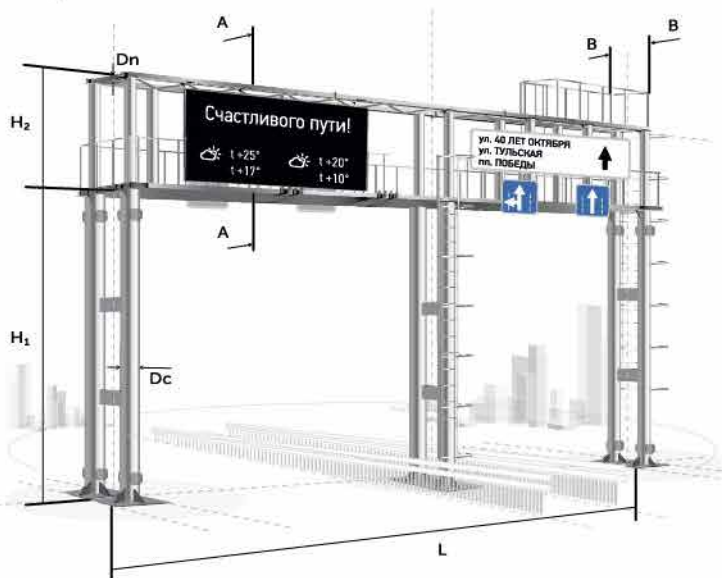 A
B
B
Dn
H₂
Счастливого пути!
t +25°
t +17°
t +20°
t +10°
ул. 40 ЛЕТ ОКТЯБРЯ
ул. ТУЛЬСКАЯ
пл. ПОБЕДЫ
A
H₁
Dc
L